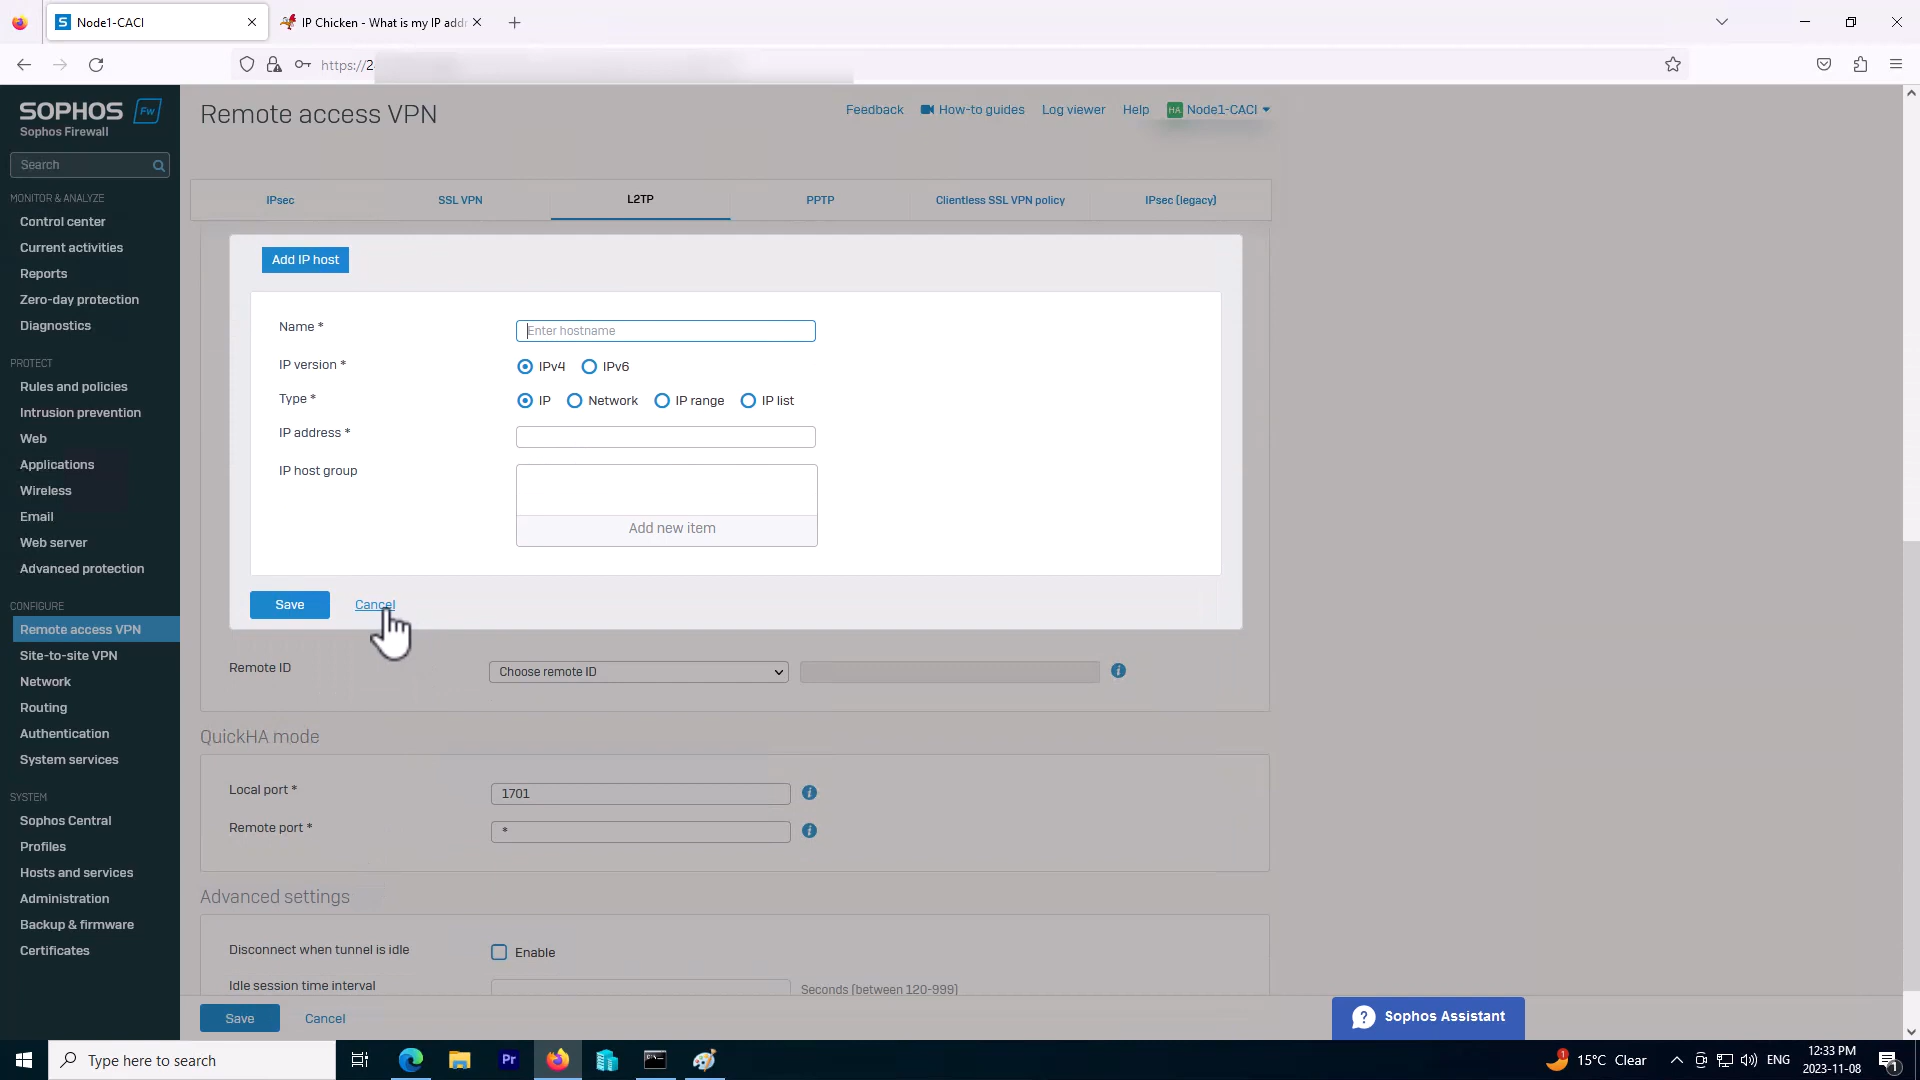 Node1-CACI
IP Chicken - What is my IP addr
https://2
SOPHOS Fw
Sophos Firewall
Search
MONITOR & ANALYZE
Control center
Current activities
Reports
Zero-day protection
Diagnostics
PROTECT
Rules and policies
Intrusion prevention
Web
Applications
Wireless
Email
Web server
Advanced protection
CONFIGURE
Remote access VPN
Site-to-site VPN
Network
Routing
Authentication
System services
SYSTEM
Sophos Central
Profiles
Hosts and services
Administration
Backup & firmware
Certificates
Remote access VPN
Feedback How-to guides Log viewer Help HA Node1-CACI
IPsec SSL VPN L2TP PPTP Clientless SSL VPN policy IPsec (legacy)
Add IP host
Name * Enter hostname
IP version * IPv4 IPv6
Type * IP Network IP range IP list
IP address *
IP host group
Add new item
Save Cancel
Remote ID Choose remote ID
QuickHA mode
Local port * 1701
Remote port * *
Advanced settings
Disconnect when tunnel is idle Enable
Idle session time interval Seconds (between 120-999)
Save Cancel
? Sophos Assistant
Type here to search
Pr
1 15°C Clear
ENG
12:33 PM
2023-11-08
1